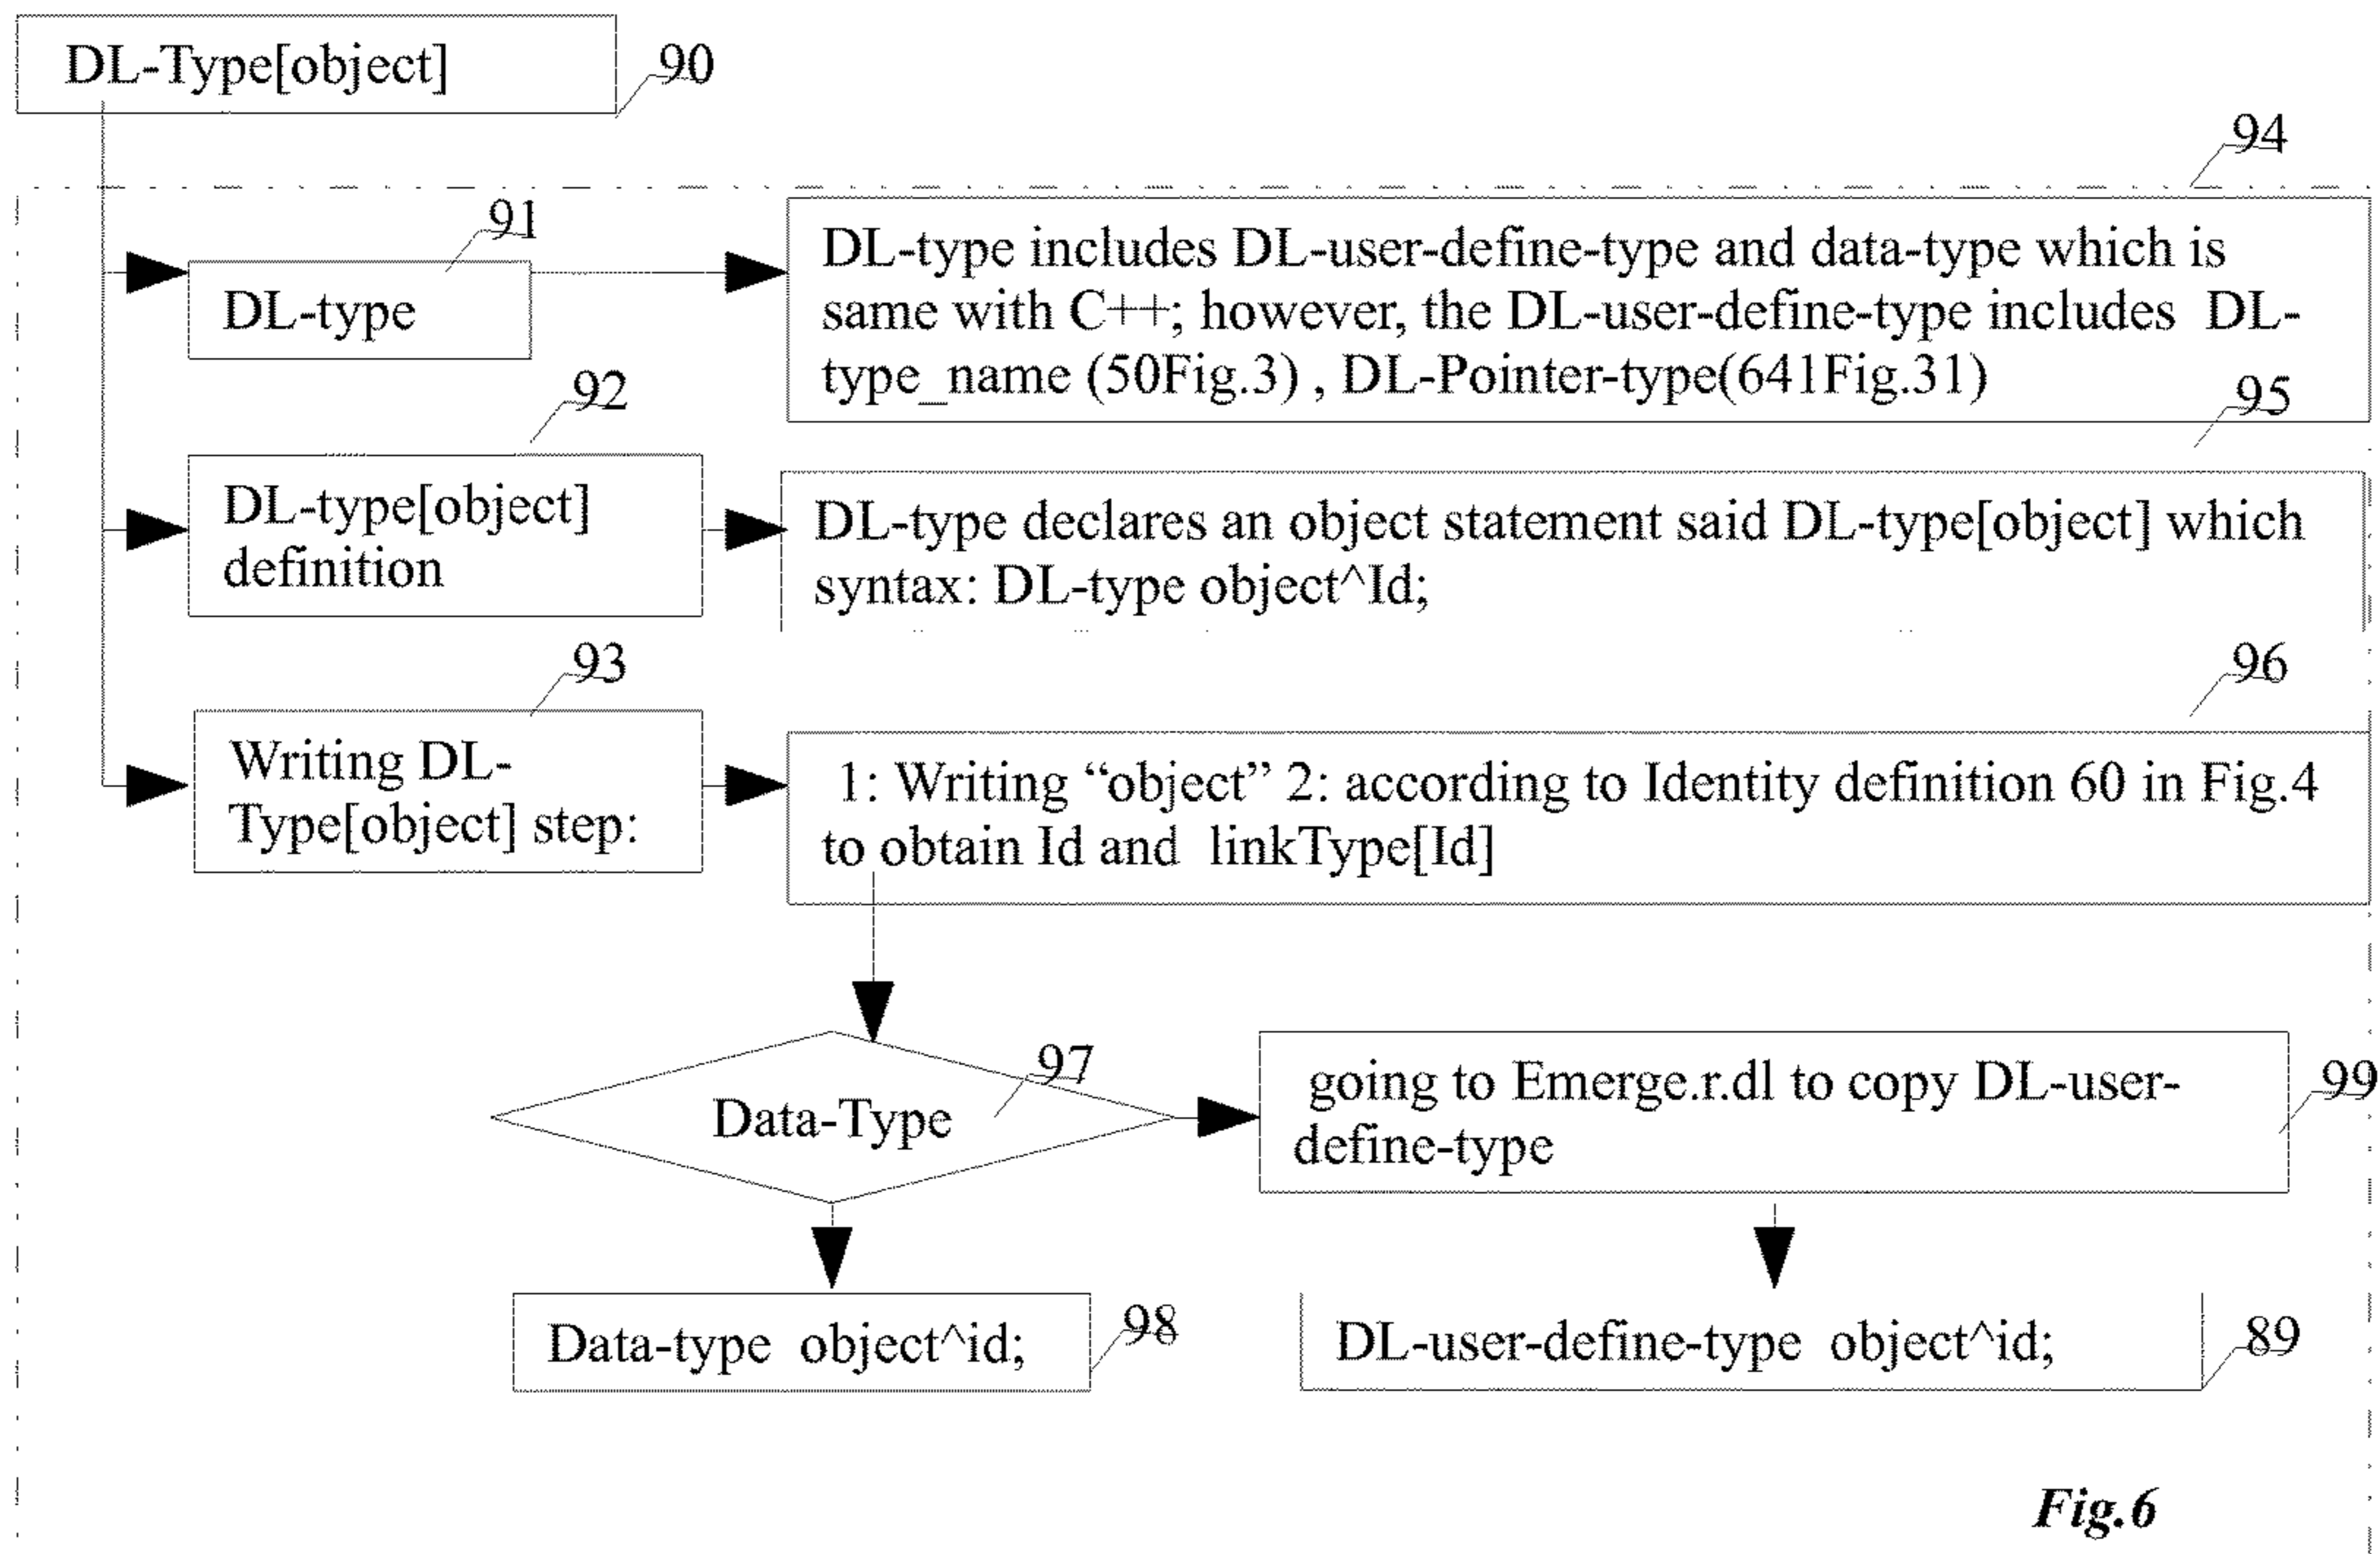 DL-Type[object]
90
94
91
DL-type
DL-type includes DL-user-define-type and data-type which is
same with C++; however, the DL-user-define-type includes DL-
type_name (50Fig.3) , DL-Pointer-type(641Fig.31)
92
95
DL-type[object]
definition
DL-type declares an object statement said DL-type[object] which
syntax: DL-type object^Id;
93
96
Writing DL-
Type[object] step:
1: Writing “object” 2: according to Identity definition 60 in Fig.4
to obtain Id and linkType[Id]
97
Data-Type
99
going to Emerge.r.dl to copy DL-user-
define-type
98
Data-type object^id;
89
DL-user-define-type object^id;
Fig.6